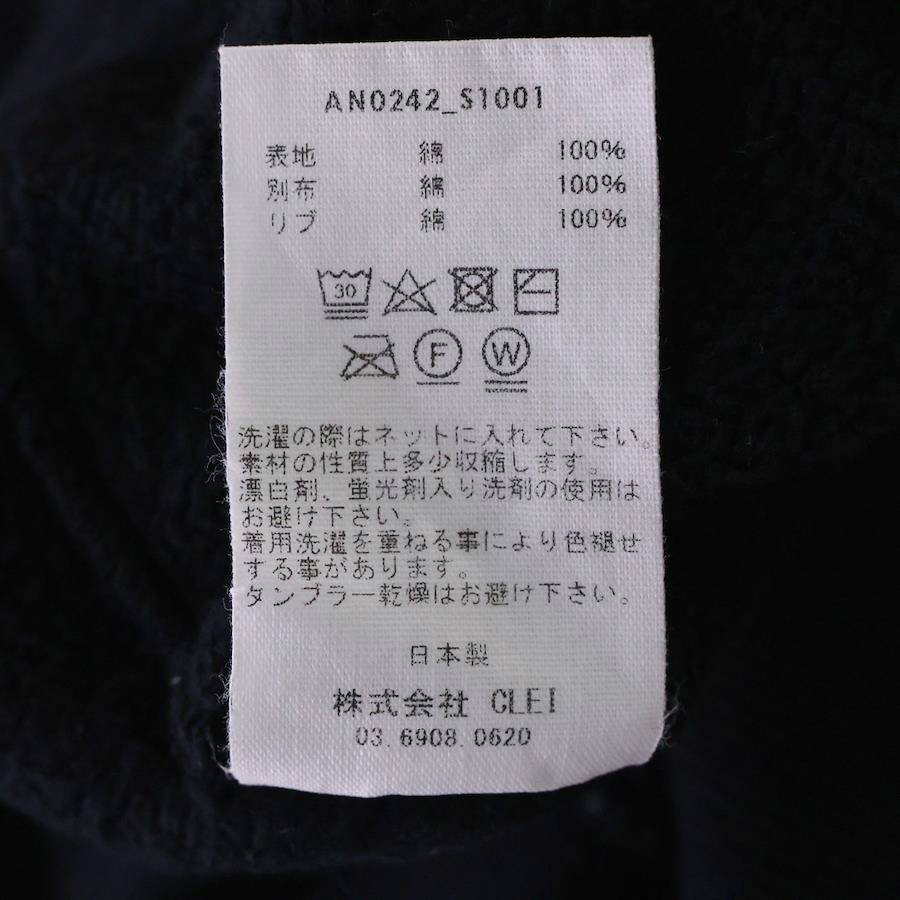 AN0242_S1001
表地 綿 100%
別布 綿 100%
リブ 綿 100%
30
F W
洗濯の際はネットに入れて下さい。
素材の性質上多少収縮します。
漂白剤、蛍光剤入り洗剤の使用は
お避け下さい。
着用洗濯を重ねる事により色褪せ
する事があります。
タンブラー乾燥はお避け下さい。
日本製
株式会社 CLEI
03.6908.0620